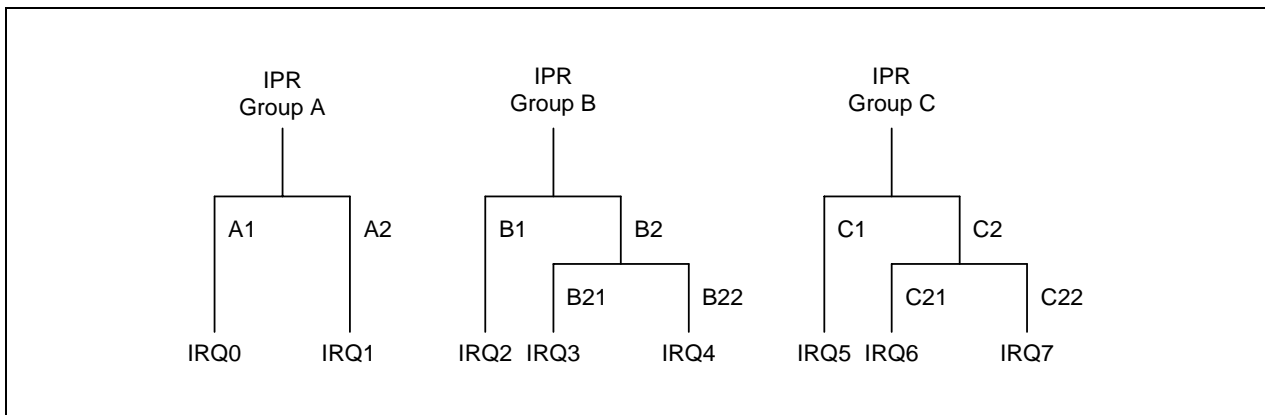 IPR
Group A
IPR
Group B
IPR
Group C
A1
A2
B1
B2
C1
C2
B21
B22
C21
C22
IRQ0
IRQ1
IRQ2
IRQ3
IRQ4
IRQ5
IRQ6
IRQ7